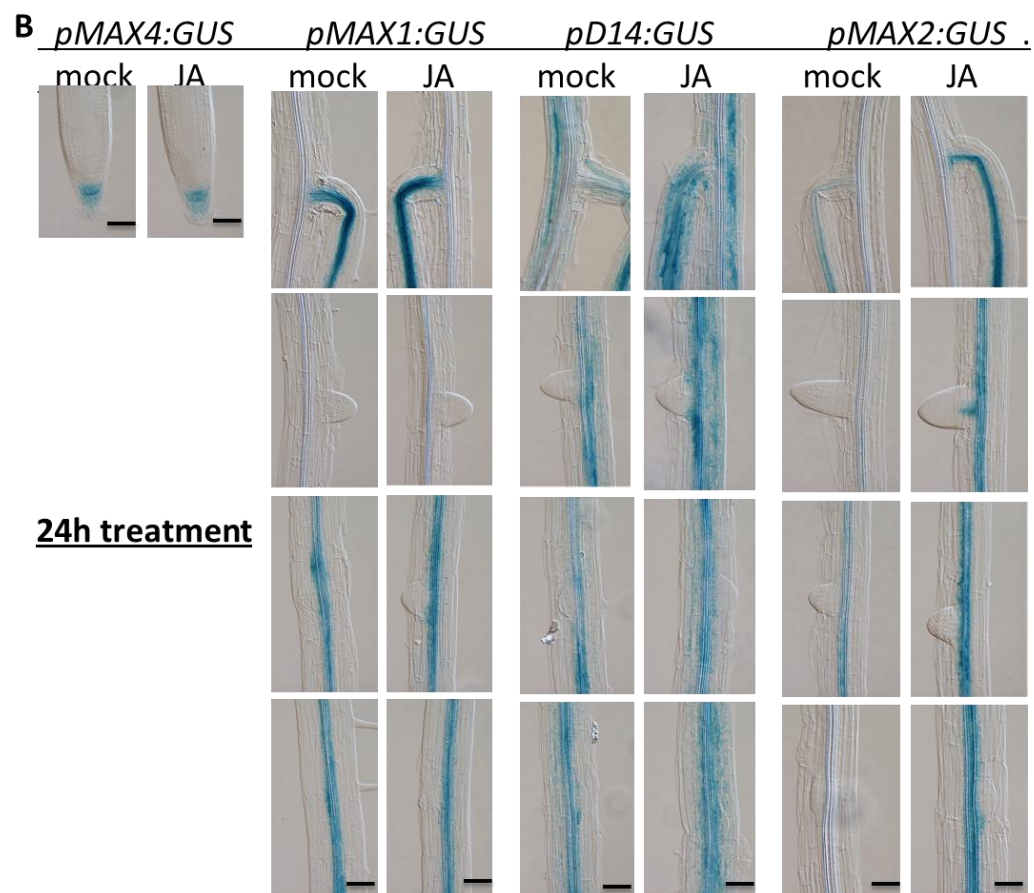 B pMAX4:GUS pMAX1:GUS pD14:GUS pMAX2:GUS .
mock JA mock JA mock JA mock JA
24h treatment